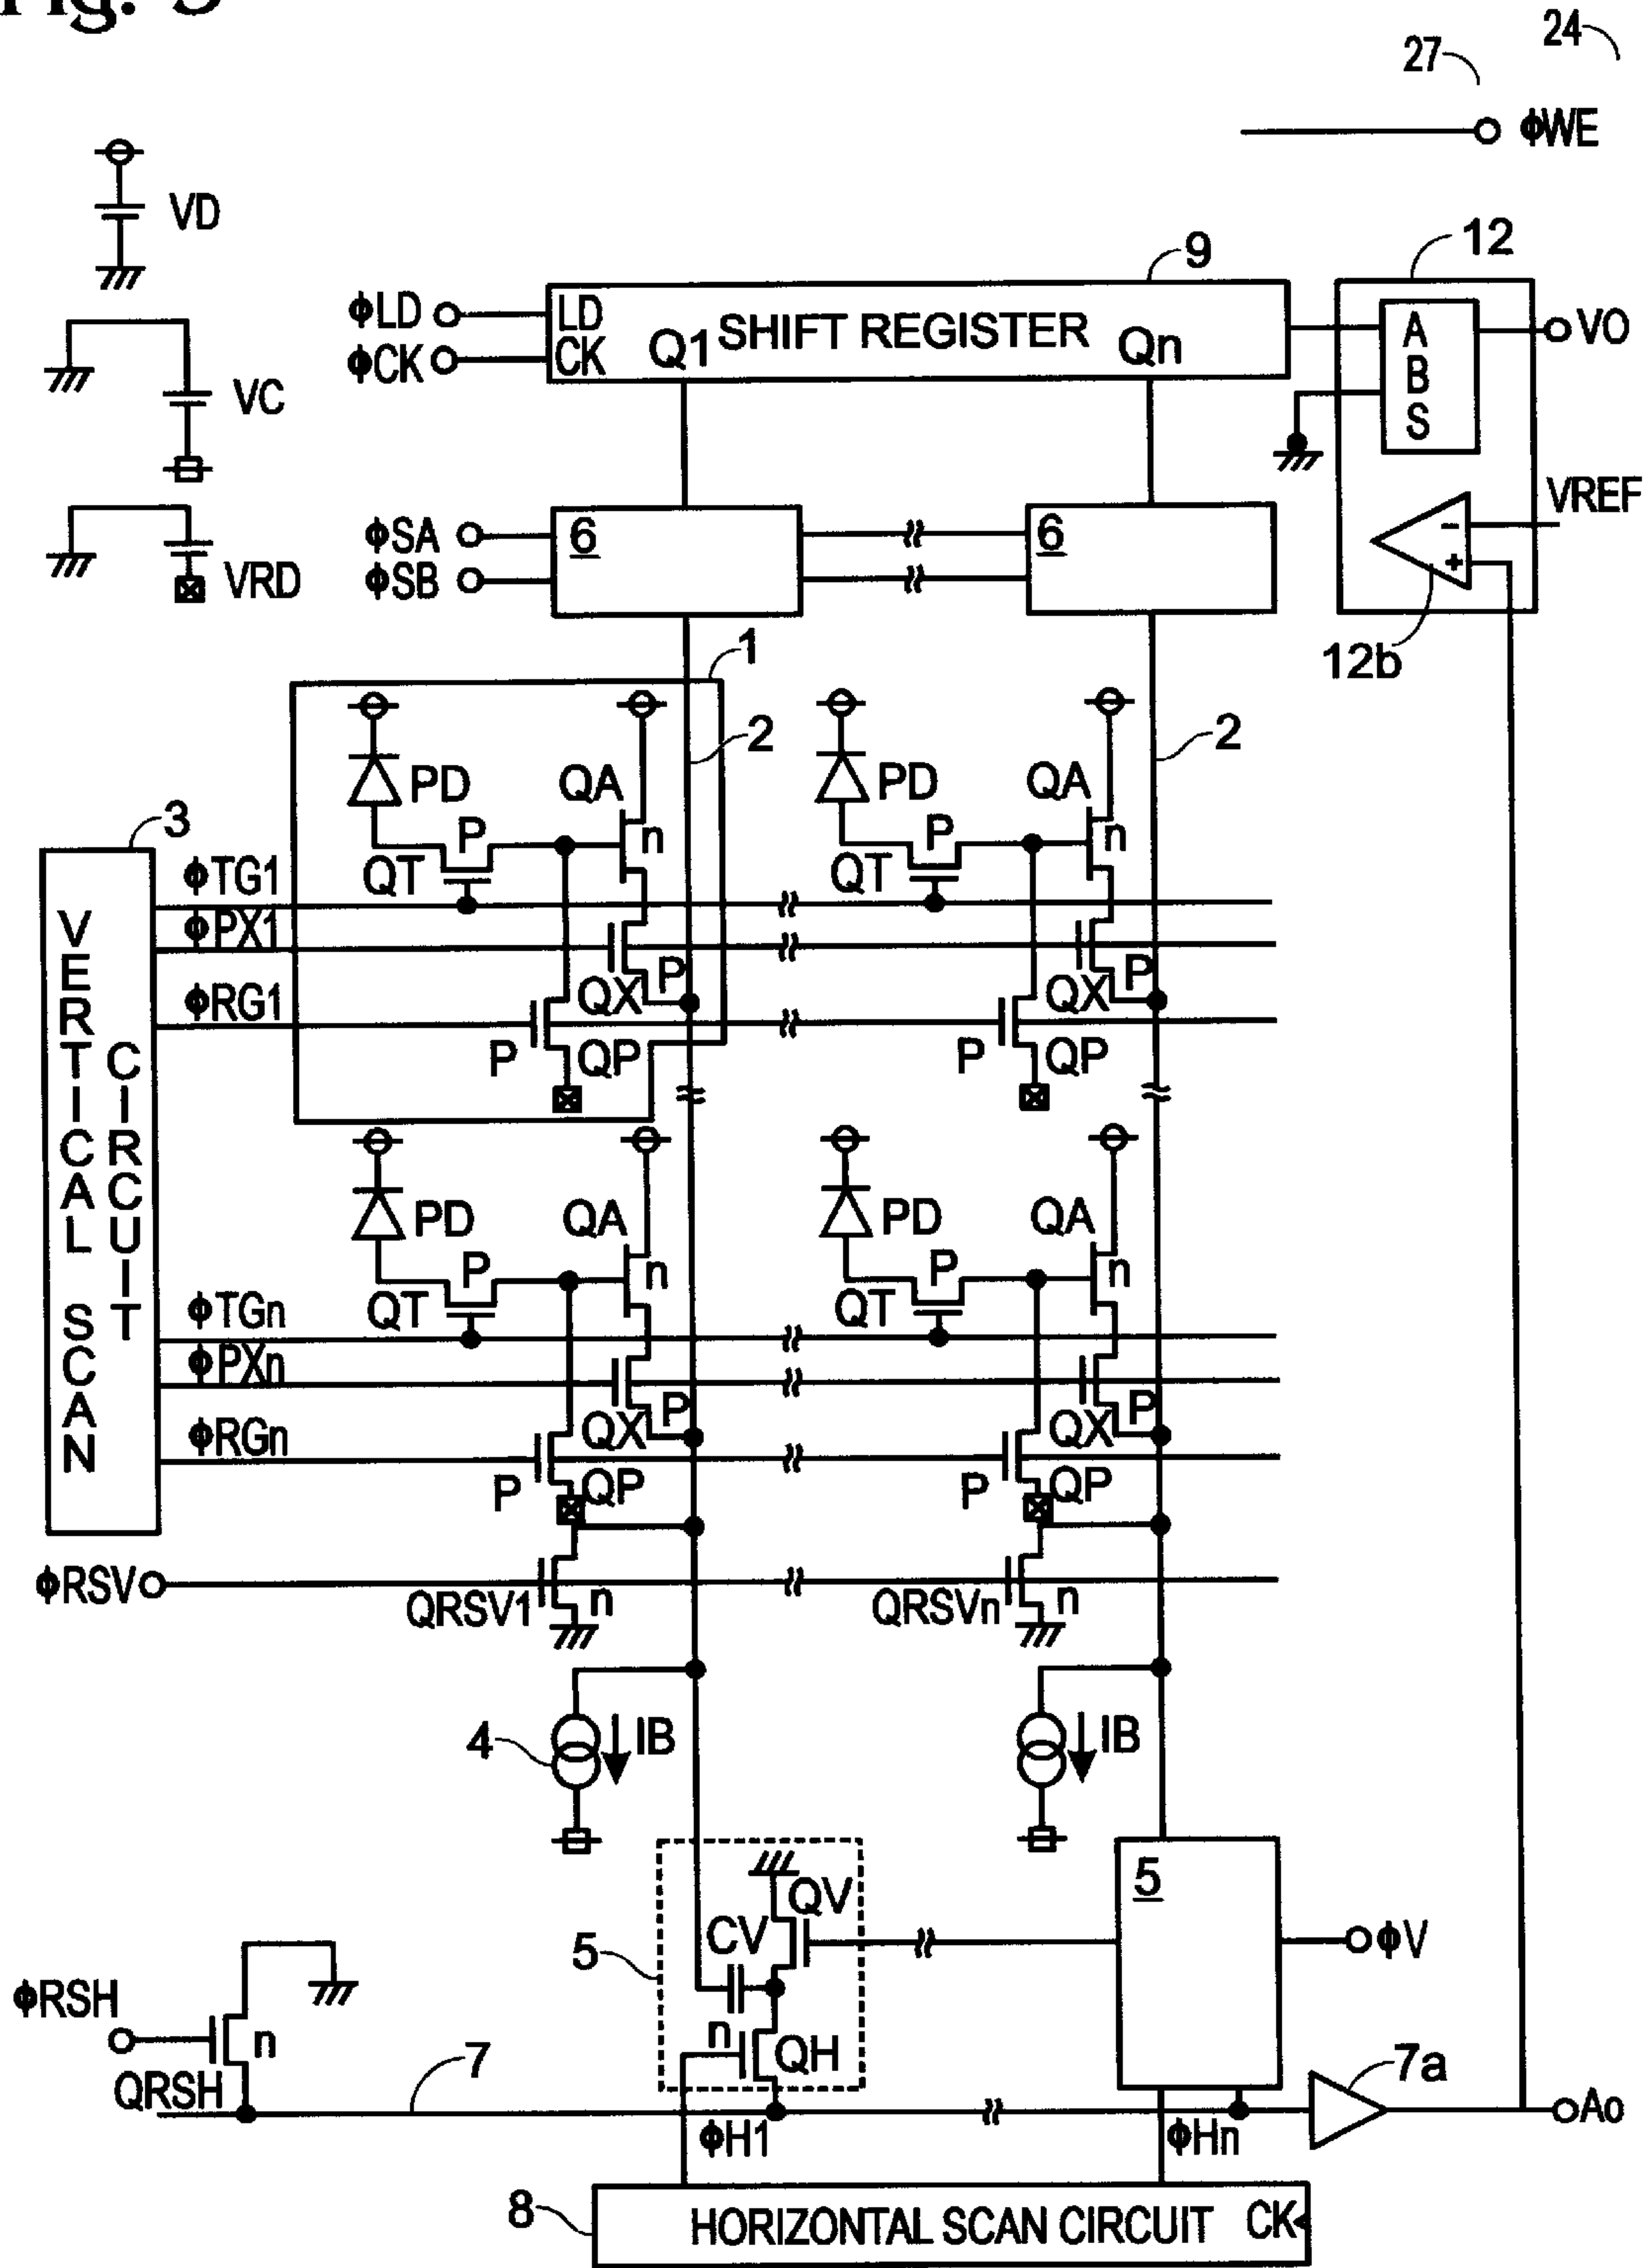 Fig. 3
24
27
ϕWE
VD
VC
VRD
9
12
ϕLD
ϕCK
LD
CK
Q1
SHIFT REGISTER
Qn
A
B
S
VO
VREF
-
+
12b
ϕSA
ϕSB
6
6
1
2
2
PD
QA
n
P
QT
PD
QA
n
P
QT
3
VERTICAL SCAN
CIRCUIT
ϕTG1
ϕPX1
ϕRG1
QX
P
P
QP
QX
P
P
QP
PD
QA
n
P
QT
PD
QA
n
P
QT
ϕTGn
ϕPXn
ϕRGn
QX
P
P
QP
QX
P
P
QP
ϕRSV
QRSV1
n
QRSVn
n
4
IB
IB
5
QV
CV
n
QH
5
ϕV
ϕRSH
n
QRSH
7
7a
Ao
ϕH1
ϕHn
8
HORIZONTAL SCAN CIRCUIT
CK